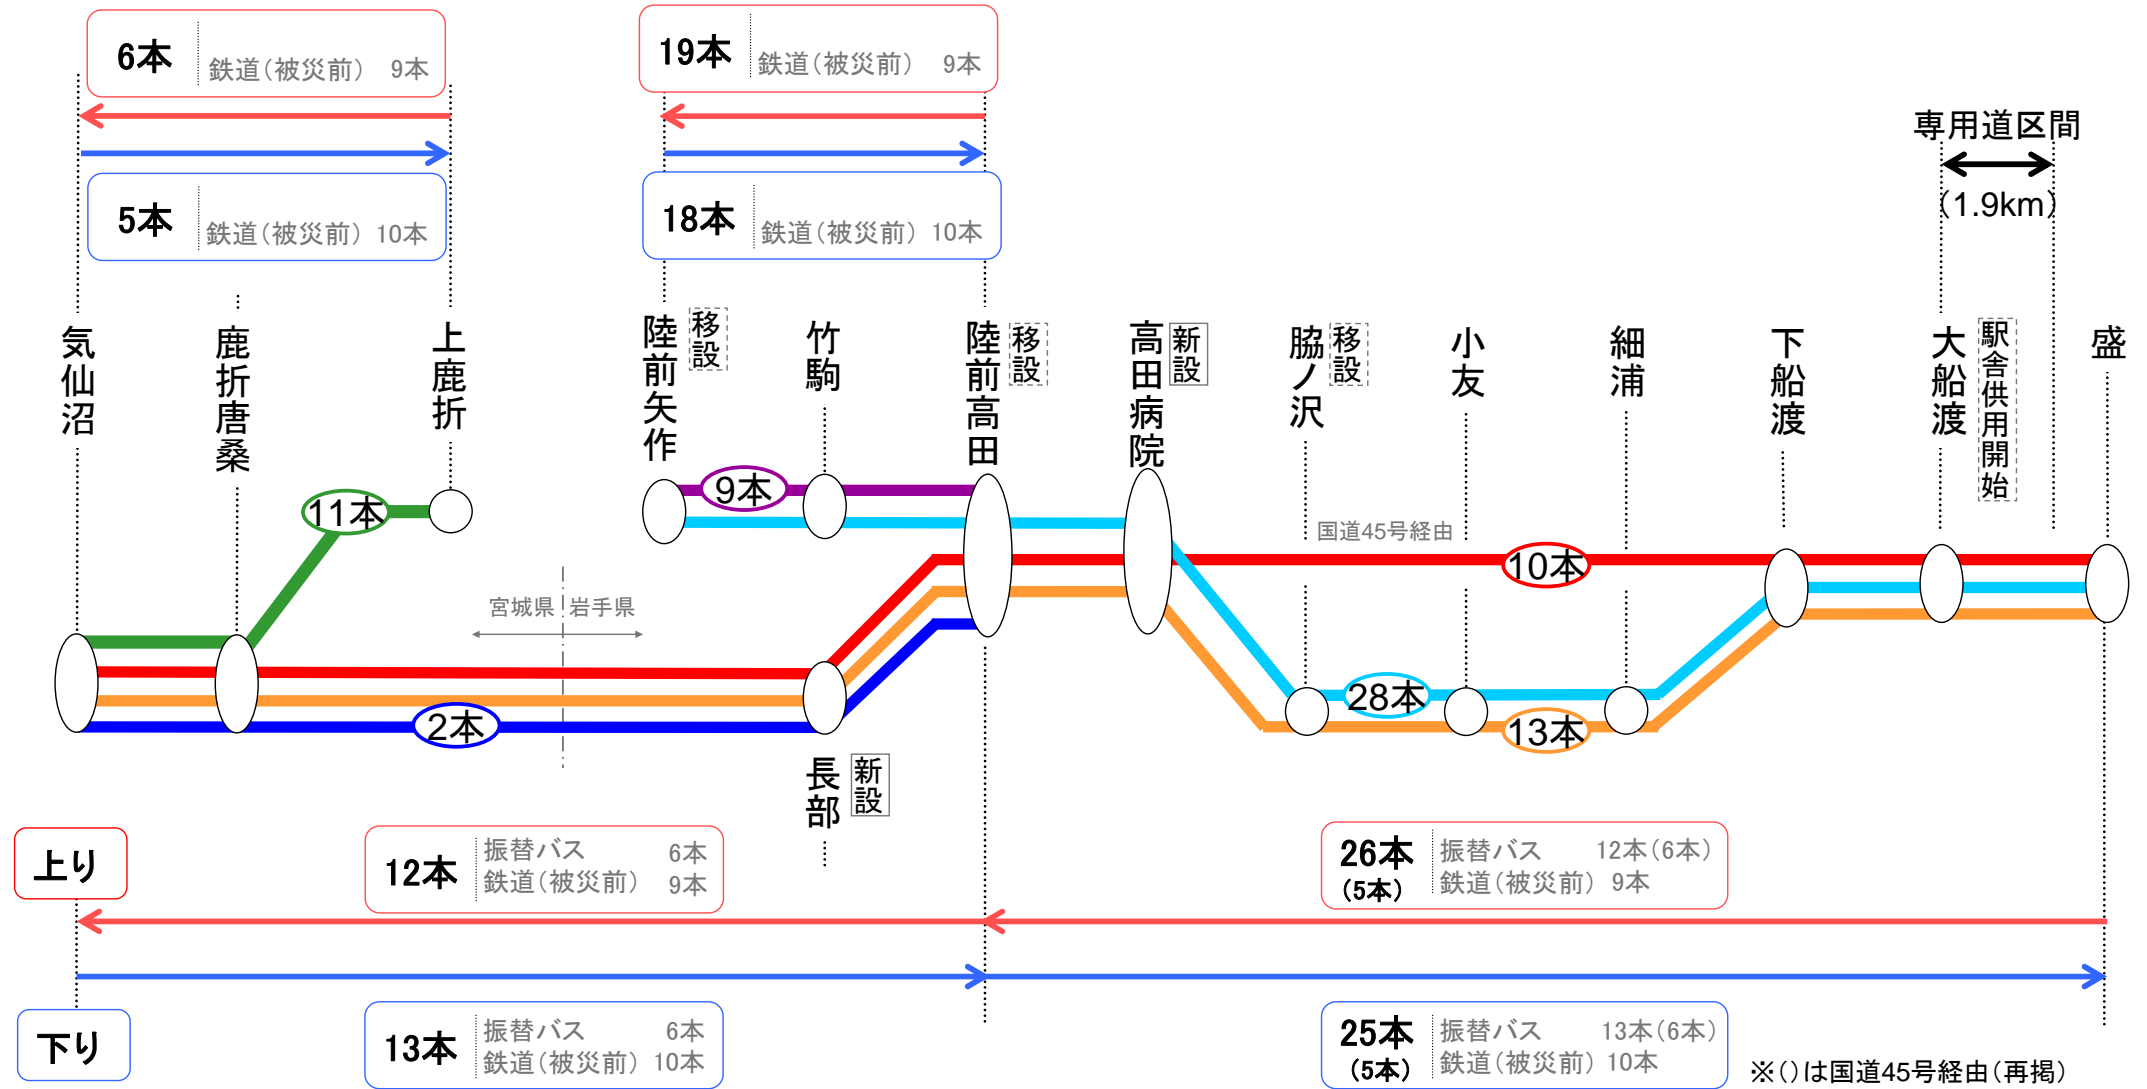 6本
鉄道(被災前) 9本
19本
鉄道(被災前) 9本
5本
鉄道(被災前) 10本
18本
鉄道(被災前) 10本
専用道区間
(1.9km)
気仙沼
鹿折唐桑
上鹿折
陸前矢作
移設
竹駒
陸前高田
移設
高田病院
新設
脇ノ沢
移設
小友
細浦
下船渡
大船渡
駅舎供用開始
盛
9本
11本
国道45号経由
10本
宮城県
岩手県
28本
2本
13本
長部
新設
上り
12本
振替バス 6本
鉄道(被災前) 9本
26本
(5本)
振替バス 12本(6本)
鉄道(被災前) 9本
下り
13本
振替バス 6本
鉄道(被災前) 10本
25本
(5本)
振替バス 13本(6本)
鉄道(被災前) 10本
※()は国道45号経由(再掲)